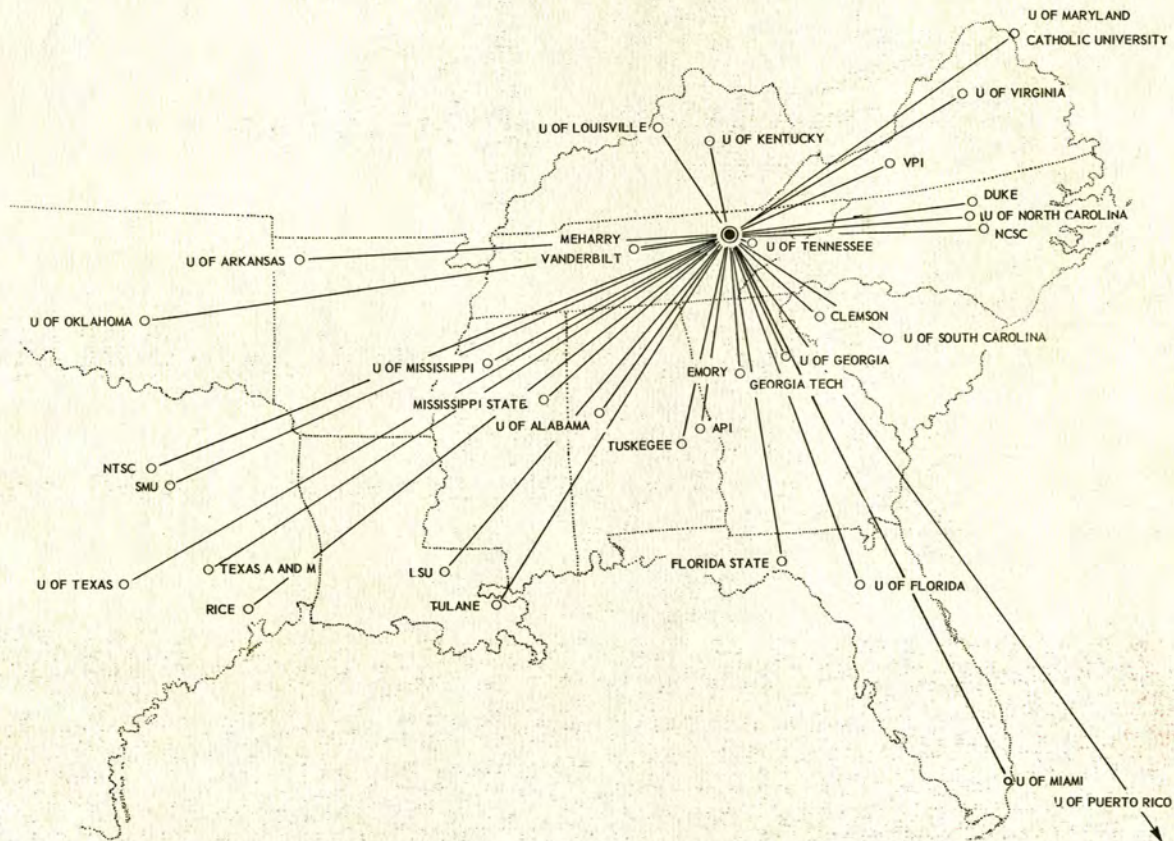 U OF MARYLAND
CATHOLIC UNIVERSITY
U OF VIRGINIA
U OF LOUISVILLE
U OF KENTUCKY
VPI
DUKE
U OF NORTH CAROLINA
NCSC
MEHARRY
VANDERBILT
U OF TENNESSEE
U OF ARKANSAS
U OF OKLAHOMA
CLEMSON
U OF SOUTH CAROLINA
U OF MISSISSIPPI
U OF GEORGIA
EMORY
GEORGIA TECH
MISSISSIPPI STATE
U OF ALABAMA
API
TUSKEGEE
NTSC
SMU
TEXAS A AND M
U OF TEXAS
RICE
LSU
TULANE
FLORIDA STATE
U OF FLORIDA
U OF MIAMI
U OF PUERTO RICO